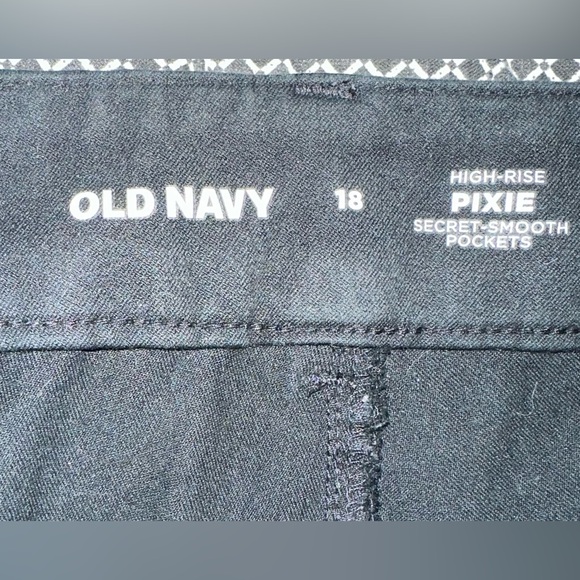 OLD NAVY
18
HIGH-RISE
PIXIE
SECRET-SMOOTH
POCKETS